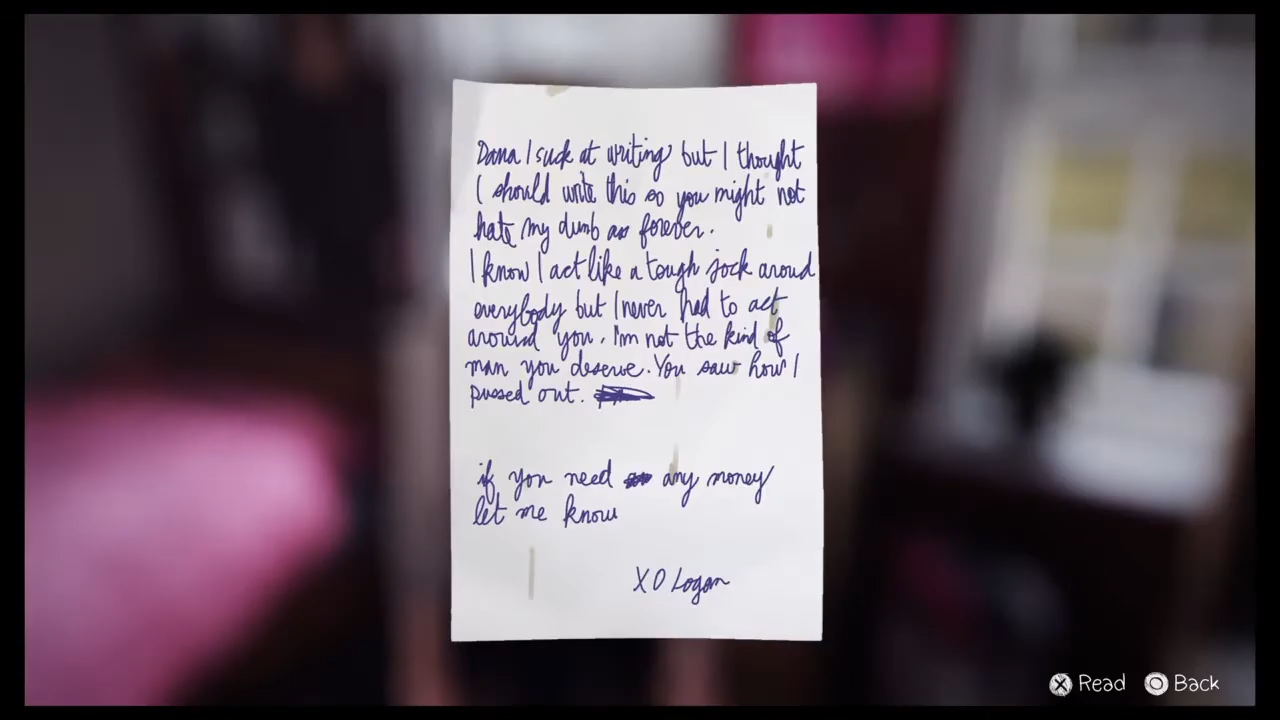 Dana I suck at writing but I thought
I should write this so you might not
hate my dumb ass forever.
I know I act like a tough jock aroud
everybody but I never had to act
around you. I'm not the kind of
man you deserve. You saw how I
pussed out.
if you need any money
let me know
XO Logan
Read
Back